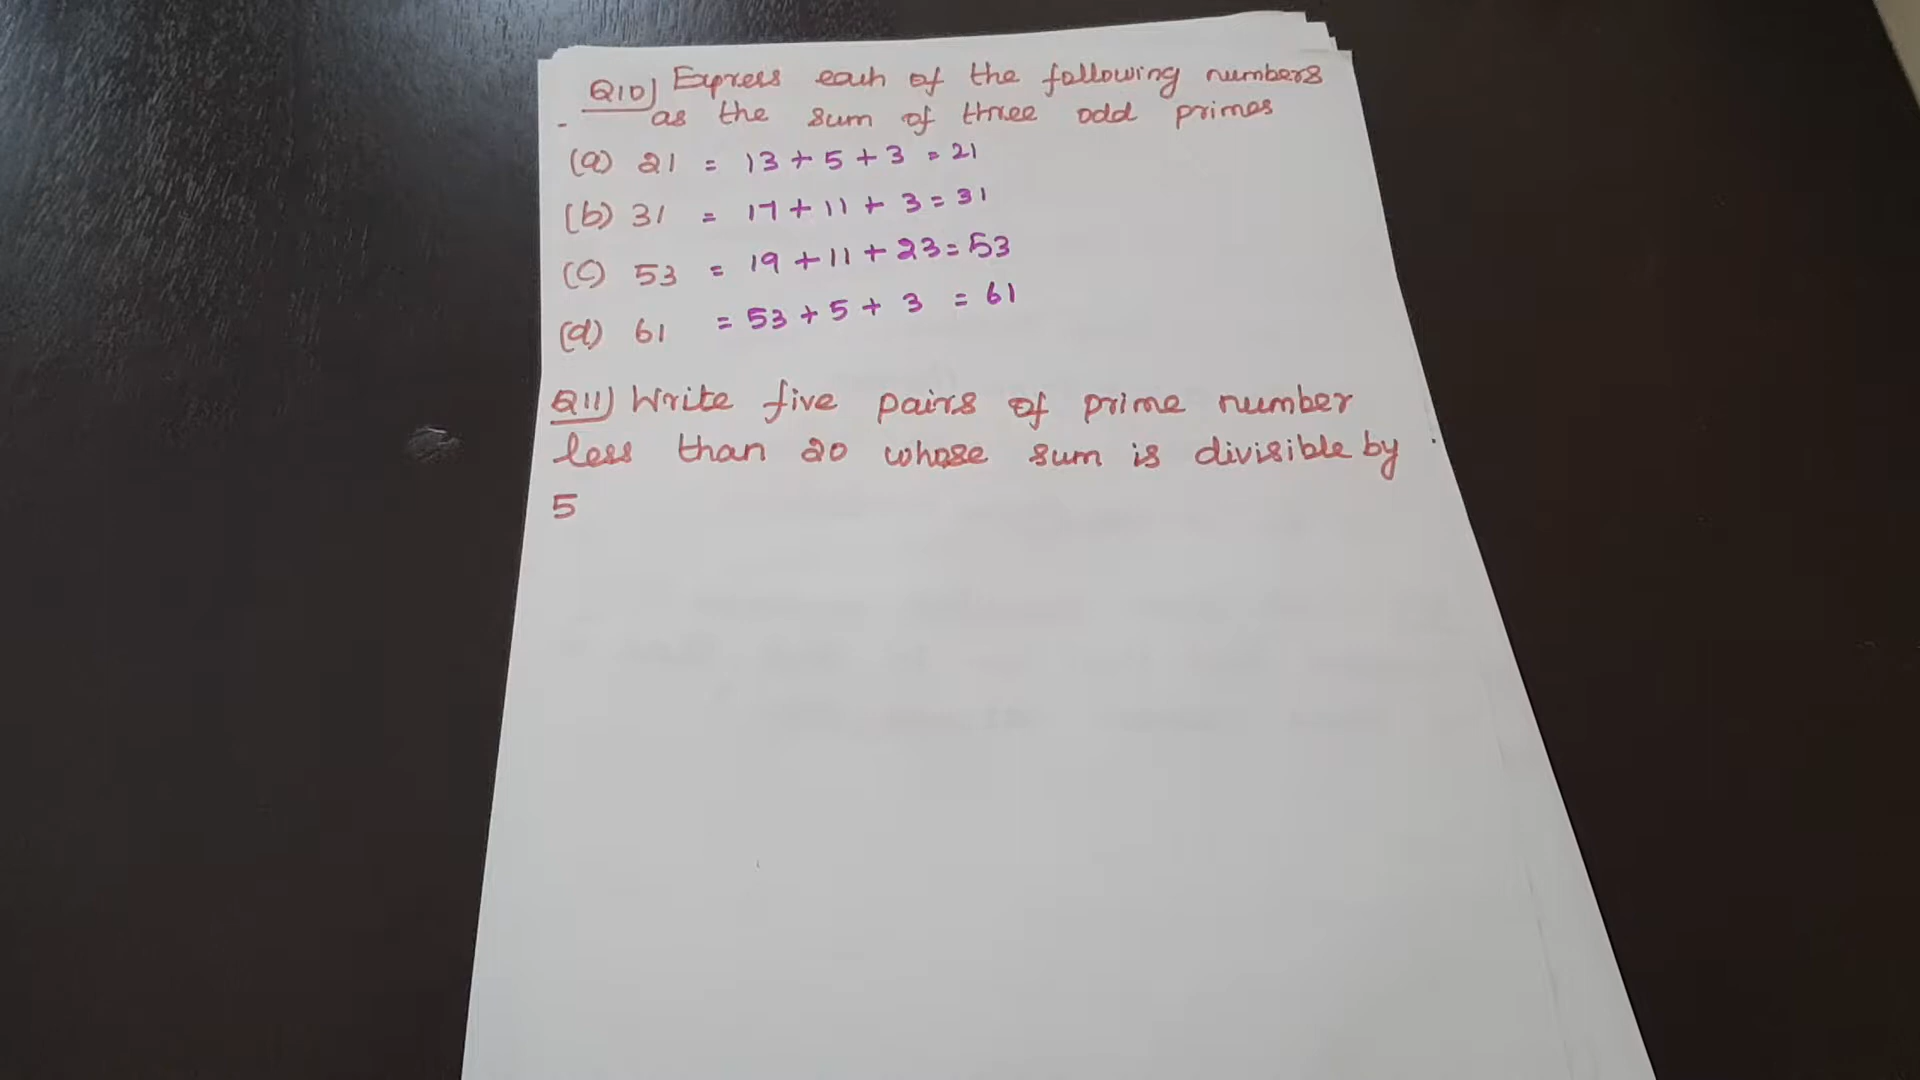 Q10) Express each of the following numbers
as the sum of three odd primes
(a) 21 = 13 + 5 + 3 = 21
(b) 31 = 17 + 11 + 3 = 31
(c) 53 = 19 + 11 + 23 = 53
(d) 61 = 53 + 5 + 3 = 61
Q11) Write five pairs of prime number
less than 20 whose sum is divisible by
5